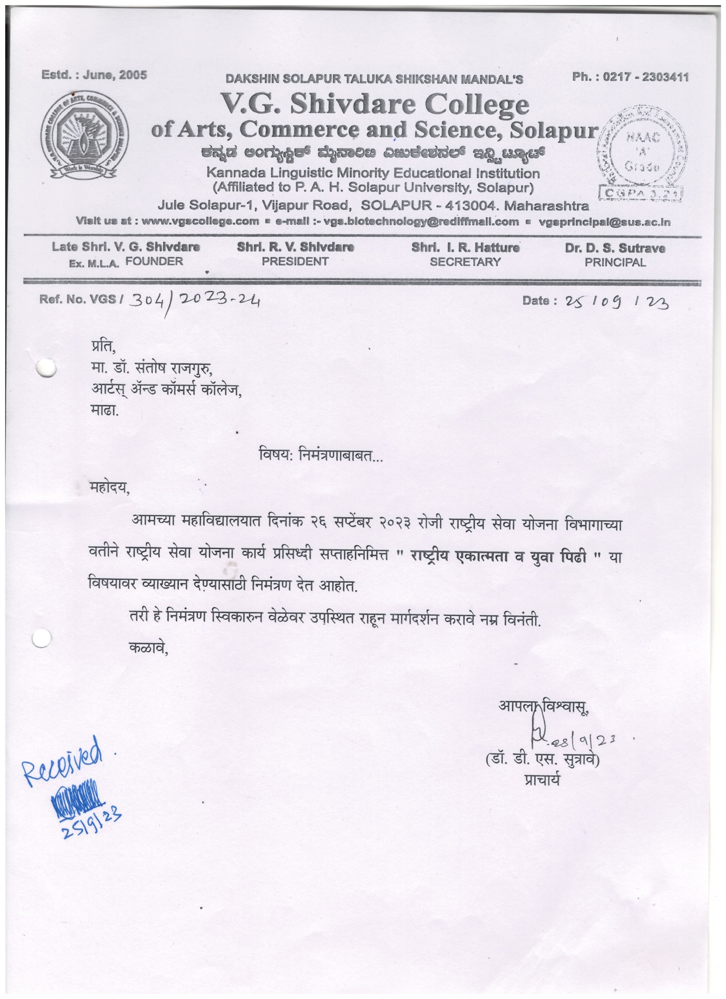 Estd. : June, 2005
DAKSHIN SOLAPUR TALUKA SHIKSHAN MANDAL'S
Ph. : 0217 - 2303411
V.G. Shivdare College
of Arts, Commerce and Science, Solapur
ಕನ್ನಡ ಲಿಂಗ್ಯುಸ್ಟಿಕ್ ಮೈನಾರಿಟಿ ಎಜುಕೇಶನಲ್ ಇನ್ಸ್ಟಿಟ್ಯೂಟ್
Kannada Linguistic Minority Educational Institution
(Affiliated to P. A. H. Solapur University, Solapur)
Jule Solapur-1, Vijapur Road, SOLAPUR - 413004. Maharashtra
Visit us at : www.vgscollege.com ▪ e-mail :- vgs.biotechnology@rediffmail.com ▪ vgsprincipal@sus.ac.in
Work is Worship
NAAC
'A'
Grade
CGPA 3.21
Late Shri. V. G. Shivdare Shri. R. V. Shivdare Shri. I. R. Hatture Dr. D. S. Sutrave
Ex. M.L.A. FOUNDER PRESIDENT SECRETARY PRINCIPAL
Ref. No. VGS / 304/2023-24 Date : 25 / 09 / 23
प्रति,
मा. डॉ. संतोष राजगुरु,
आर्टस् ॲन्ड कॉमर्स कॉलेज,
माढा.
विषय: निमंत्रणाबाबत...
महोदय,
आमच्या महाविद्यालयात दिनांक २६ सप्टेंबर २०२३ रोजी राष्ट्रीय सेवा योजना विभागाच्या
वतीने राष्ट्रीय सेवा योजना कार्य प्रसिध्दी सप्ताहनिमित्त " राष्ट्रीय एकात्मता व युवा पिढी " या
विषयावर व्याख्यान देण्यासाठी निमंत्रण देत आहोत.
तरी हे निमंत्रण स्विकारुन वेळेवर उपस्थित राहून मार्गदर्शन करावे नम्र विनंती.
कळावे,
आपला विश्वासू,
25/9/23
(डॉ. डी. एस. सुत्रावे)
प्राचार्य
Received.
25/9/23